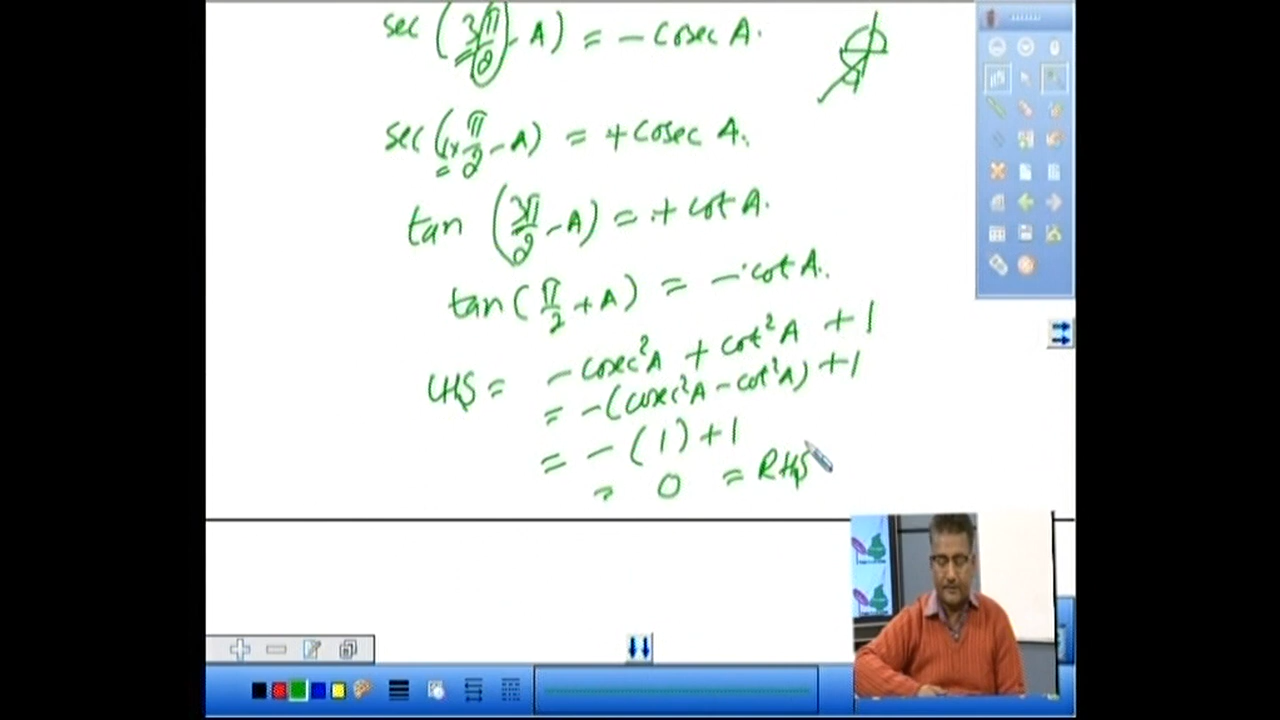 sec (3π/2 - A) = - cosec A.
sec (1×π/2 - A) = + cosec A.
tan (3π/2 - A) = + cot A.
tan (π/2 + A) = - cot A.
LHS = - cosec²A + cot²A + 1
= -(cosec²A - cot²A) + 1
= - (1) + 1
= 0 = RHS